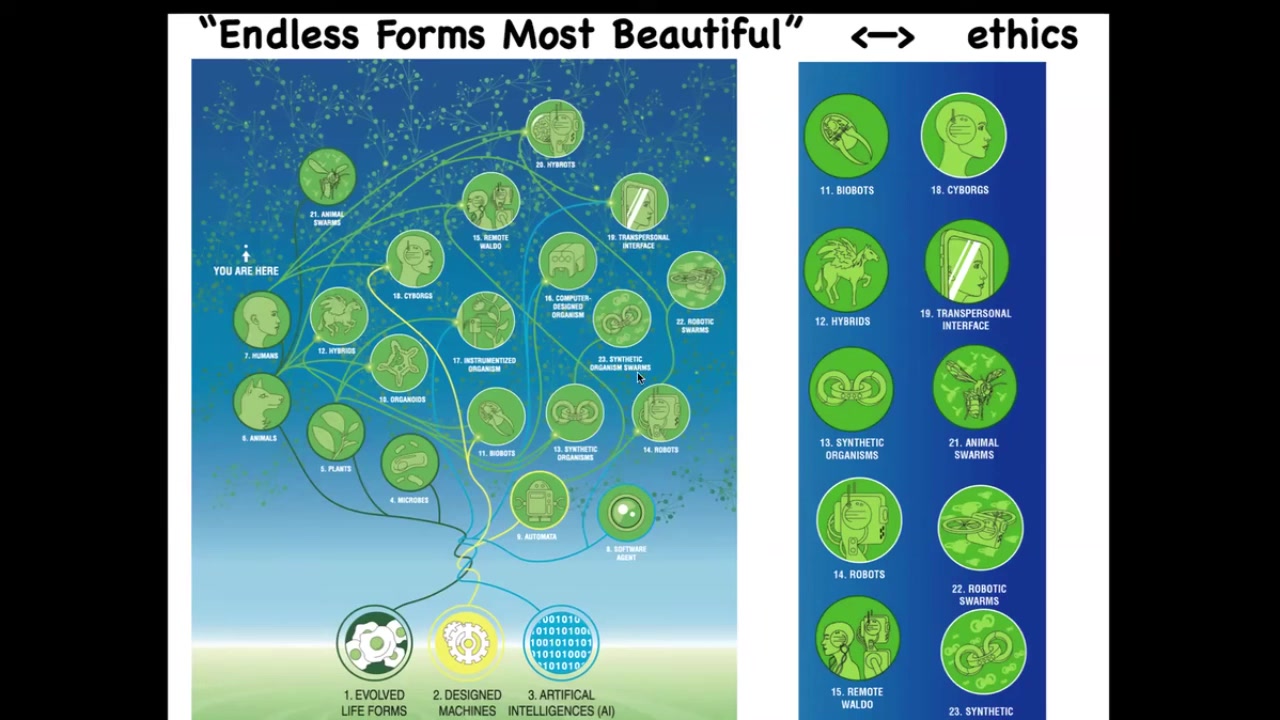 “Endless Forms Most Beautiful” <—> ethics
20. HYBROTS
21. ANIMAL
SWARMS
15. REMOTE
WALDO
19. TRANSPERSONAL
INTERFACE
YOU ARE HERE
18. CYBORGS
16. COMPUTER-
DESIGNED
ORGANISM
22. ROBOTIC
SWARMS
7. HUMANS
12. HYBRIDS
17. INSTRUMENTIZED
ORGANISM
23. SYNTHETIC
ORGANISM SWARMS
10. ORGANOIDS
6. ANIMALS
5. PLANTS
11. BIOBOTS
13. SYNTHETIC
ORGANISMS
14. ROBOTS
4. MICROBES
9. AUTOMATA
8. SOFTWARE
AGENT
001010
01010100
10010101
01010100
1010101
1. EVOLVED
LIFE FORMS
2. DESIGNED
MACHINES
3. ARTIFICAL
INTELLIGENCES (AI)
11. BIOBOTS
18. CYBORGS
12. HYBRIDS
19. TRANSPERSONAL
INTERFACE
13. SYNTHETIC
ORGANISMS
21. ANIMAL
SWARMS
14. ROBOTS
22. ROBOTIC
SWARMS
15. REMOTE
WALDO
23. SYNTHETIC